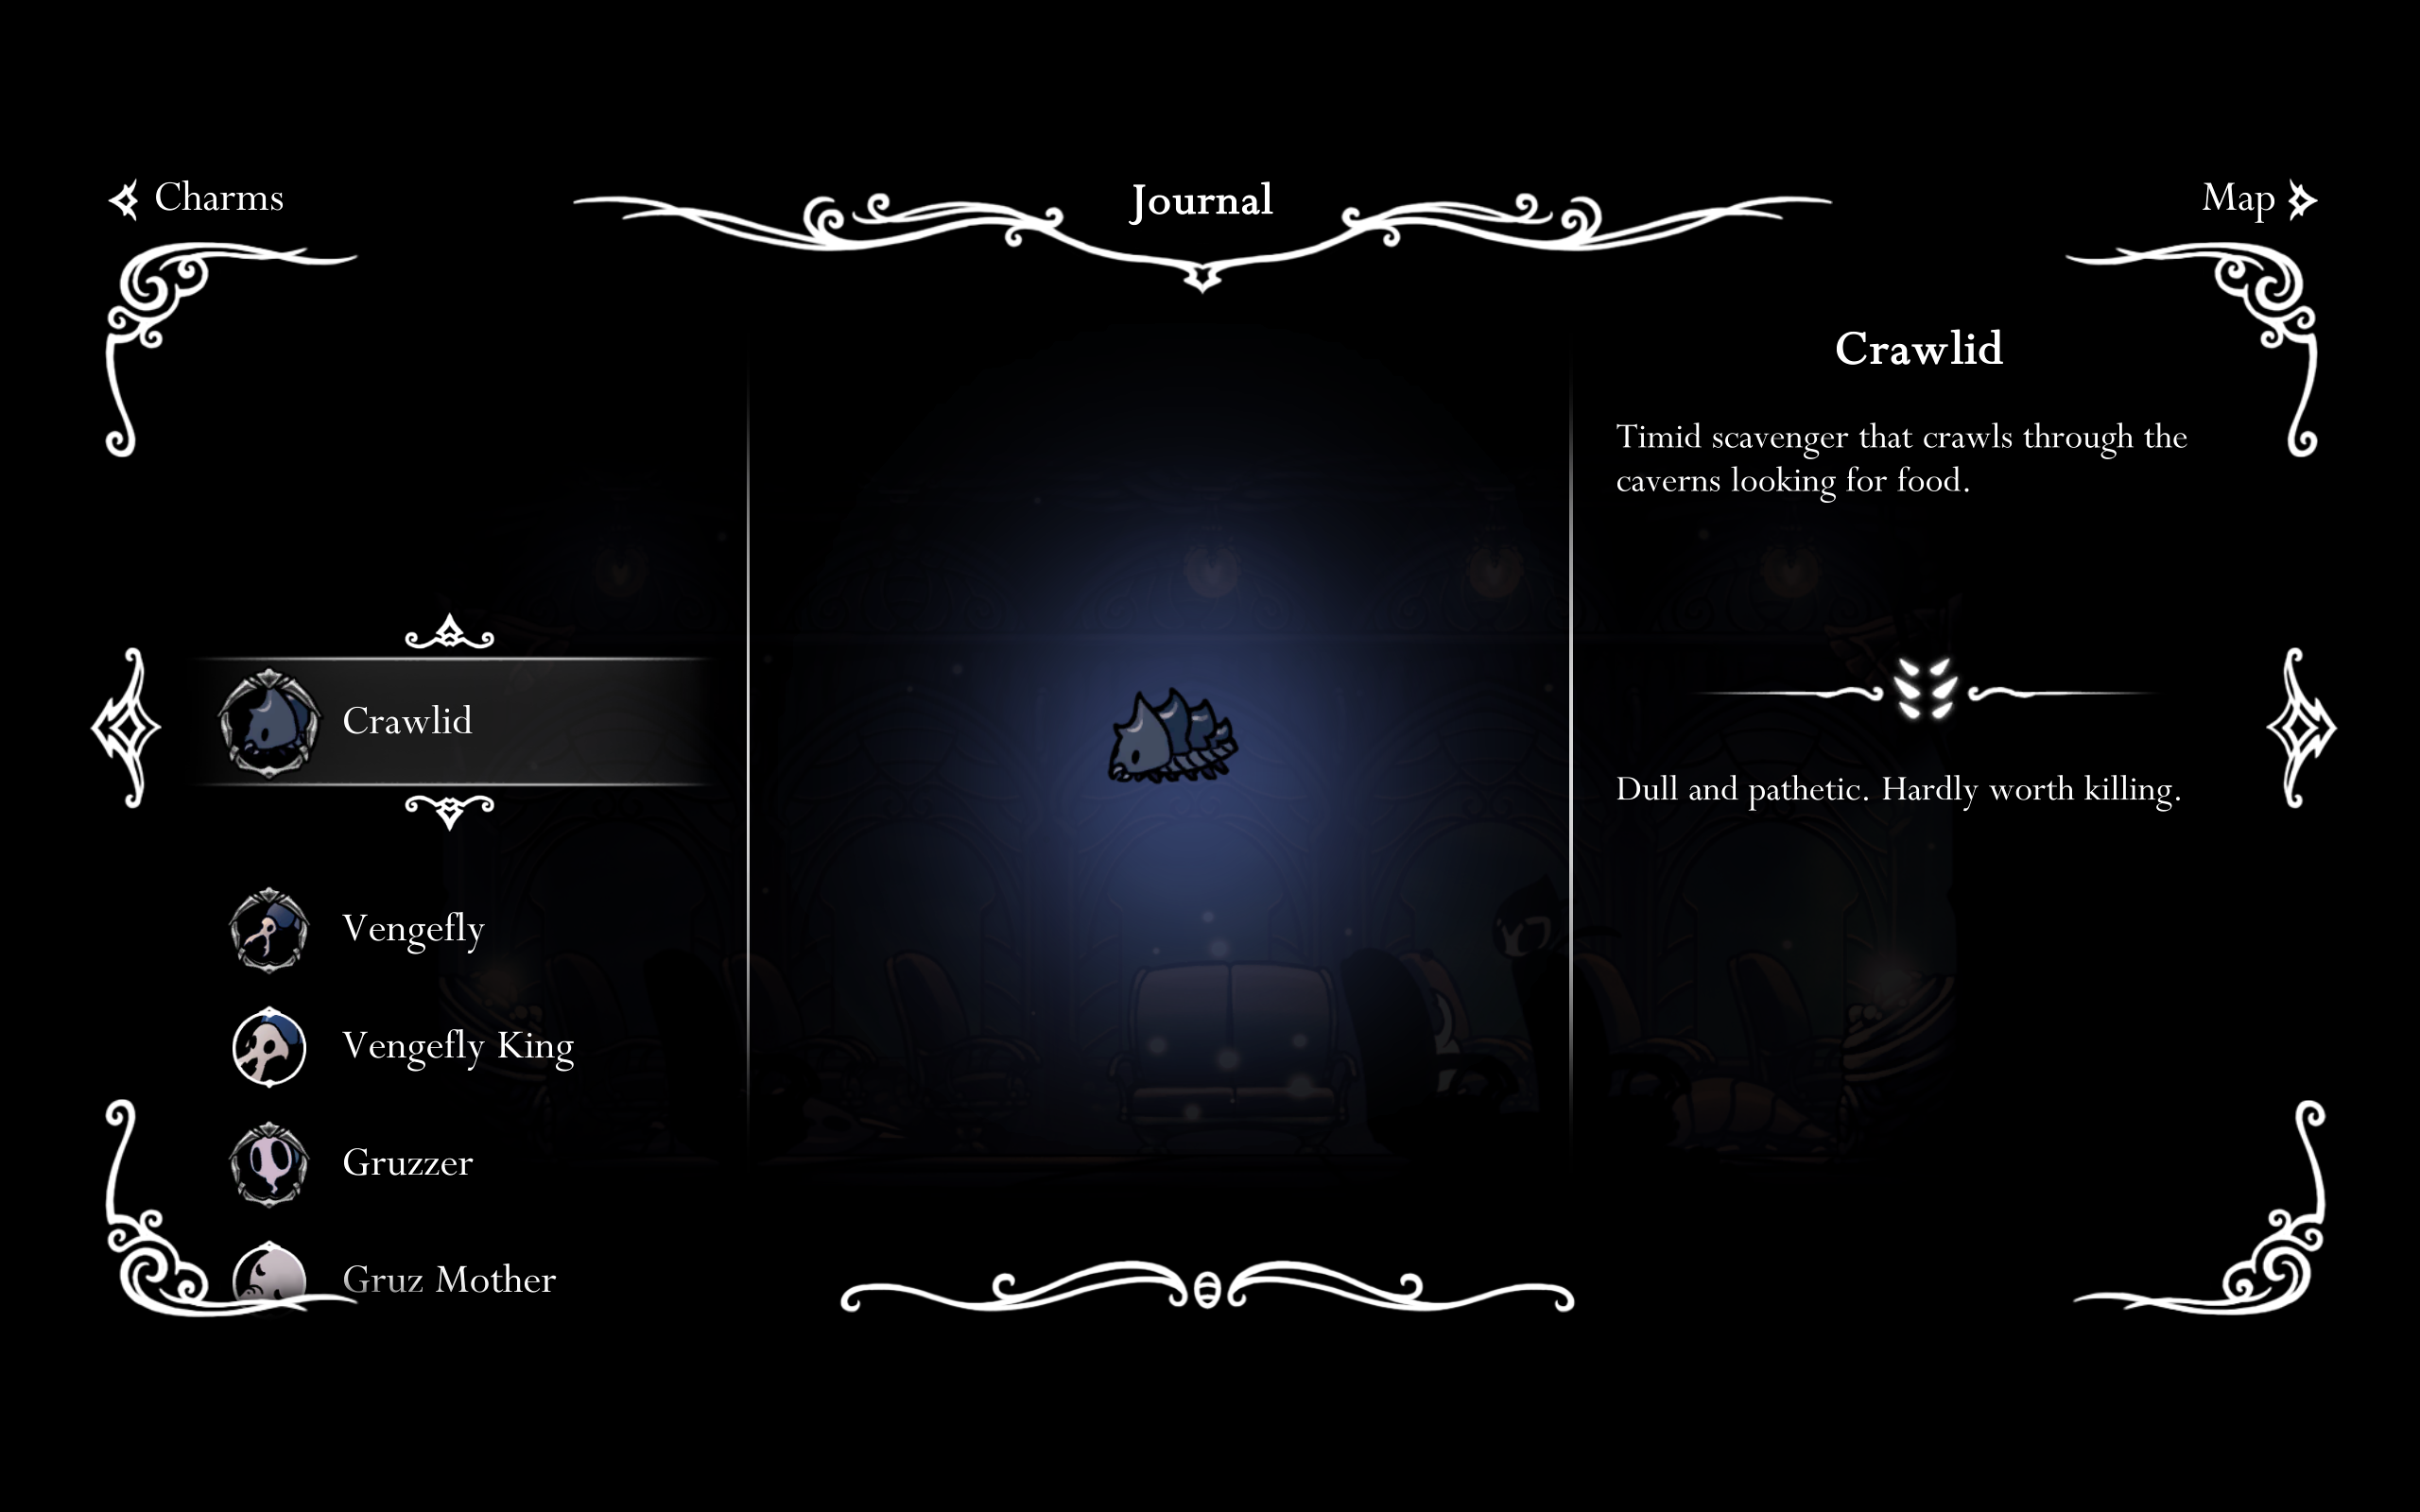 Charms
Journal
Map
Crawlid
Timid scavenger that crawls through the
caverns looking for food.
Dull and pathetic. Hardly worth killing.
Crawlid
Vengefly
Vengefly King
Gruzzer
Gruz Mother